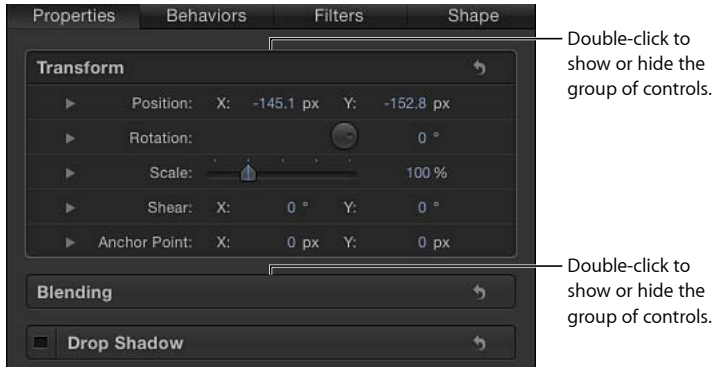 Properties Behaviors Filters Shape
Double-click to
show or hide the
group of controls.
Transform
Position: X: -145.1 px Y: -152.8 px
Rotation: 0 °
Scale: 100 %
Shear: X: 0 ° Y: 0 °
Anchor Point: X: 0 px Y: 0 px
Double-click to
show or hide the
group of controls.
Blending
Drop Shadow